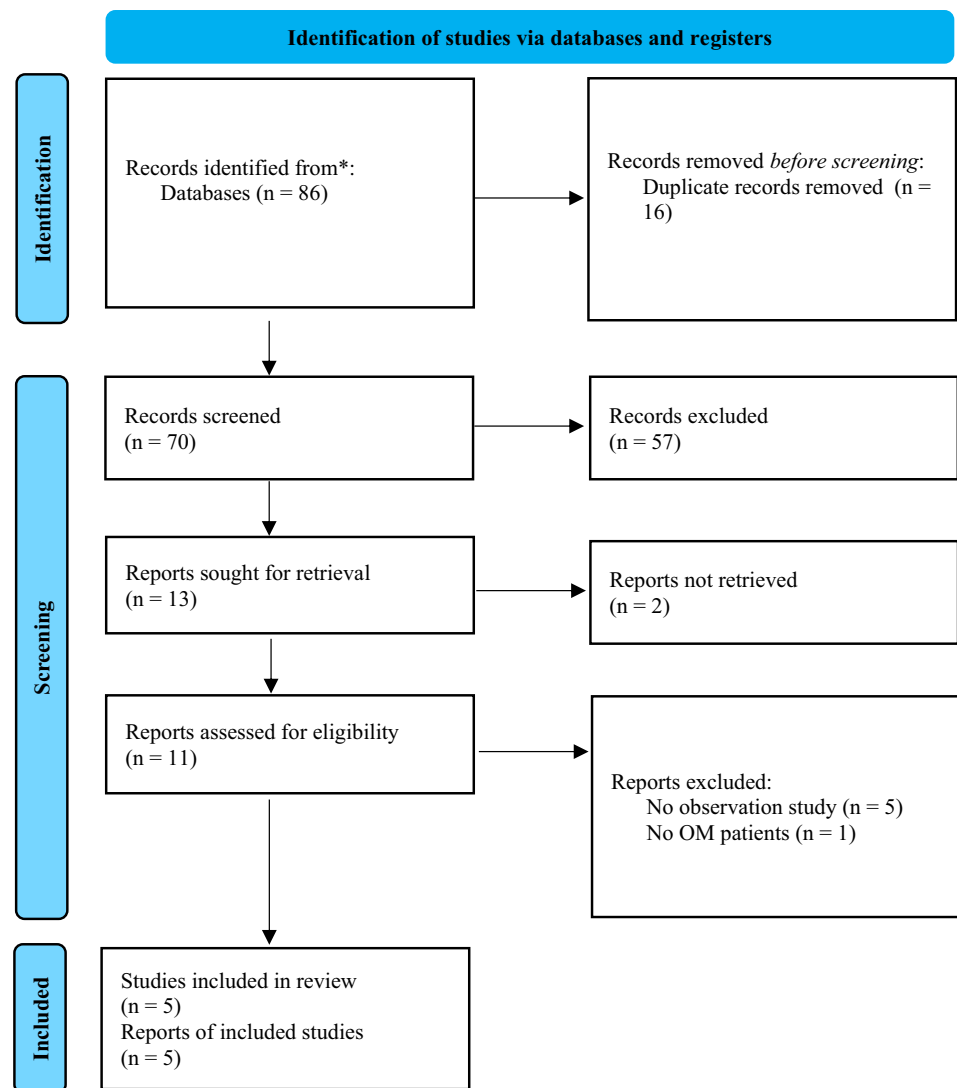 Identification of studies via databases and registers
Identification
Records identified from*:
Databases (n = 86)
Records removed before screening:
Duplicate records removed (n =
16)
Screening
Records screened
(n = 70)
Records excluded
(n = 57)
Reports sought for retrieval
(n = 13)
Reports not retrieved
(n = 2)
Reports assessed for eligibility
(n = 11)
Reports excluded:
No observation study (n = 5)
No OM patients (n = 1)
Included
Studies included in review
(n = 5)
Reports of included studies
(n = 5)